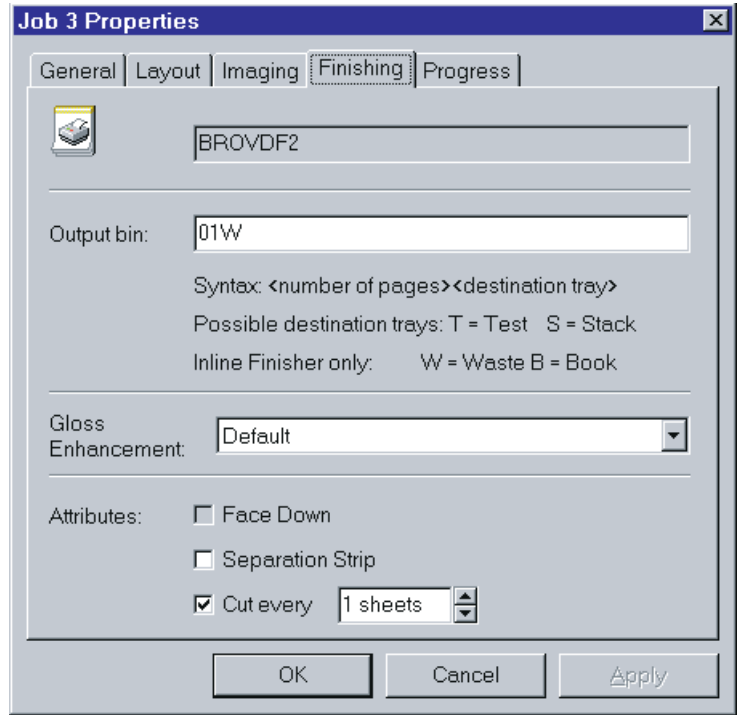 Job 3 Properties
General Layout Imaging Finishing Progress
BROVDF2
Output bin: 01W
Syntax: <number of pages><destination tray>
Possible destination trays: T = Test S = Stack
Inline Finisher only: W = Waste B = Book
Gloss
Enhancement: Default
Attributes: Face Down
Separation Strip
Cut every 1 sheets
OK Cancel Apply